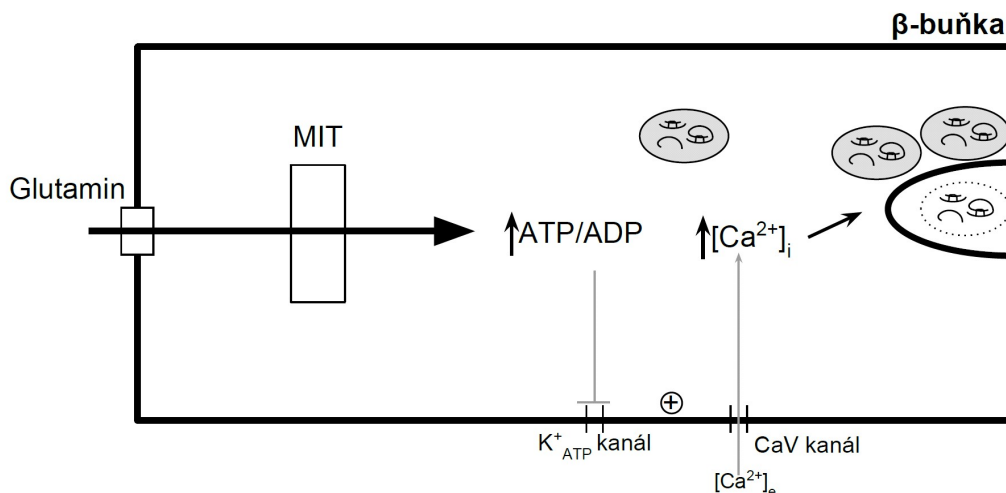 β-buňka
MIT
Glutamin
ATP/ADP
[Ca²⁺]ᵢ
K⁺ATP kanál
CaV kanál
[Ca²⁺]ₑ